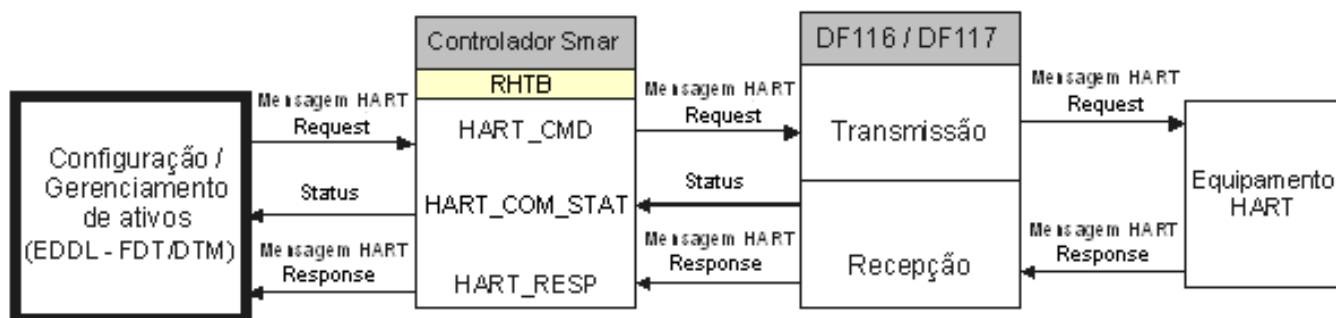 Controlador Smar
DF116 / DF117
RHTB
Mensagem HART
Request
Mensagem HART
Request
Mensagem HART
Request
HART_CMD
Transmissão
Configuração /
Gerenciamento
de ativos
(EDDL - FDT/DTM)
Status
HART_COM_STAT
Status
Equipamento
HART
Mensagem HART
Response
HART_RESP
Mensagem HART
Response
Recepção
Mensagem HART
Response